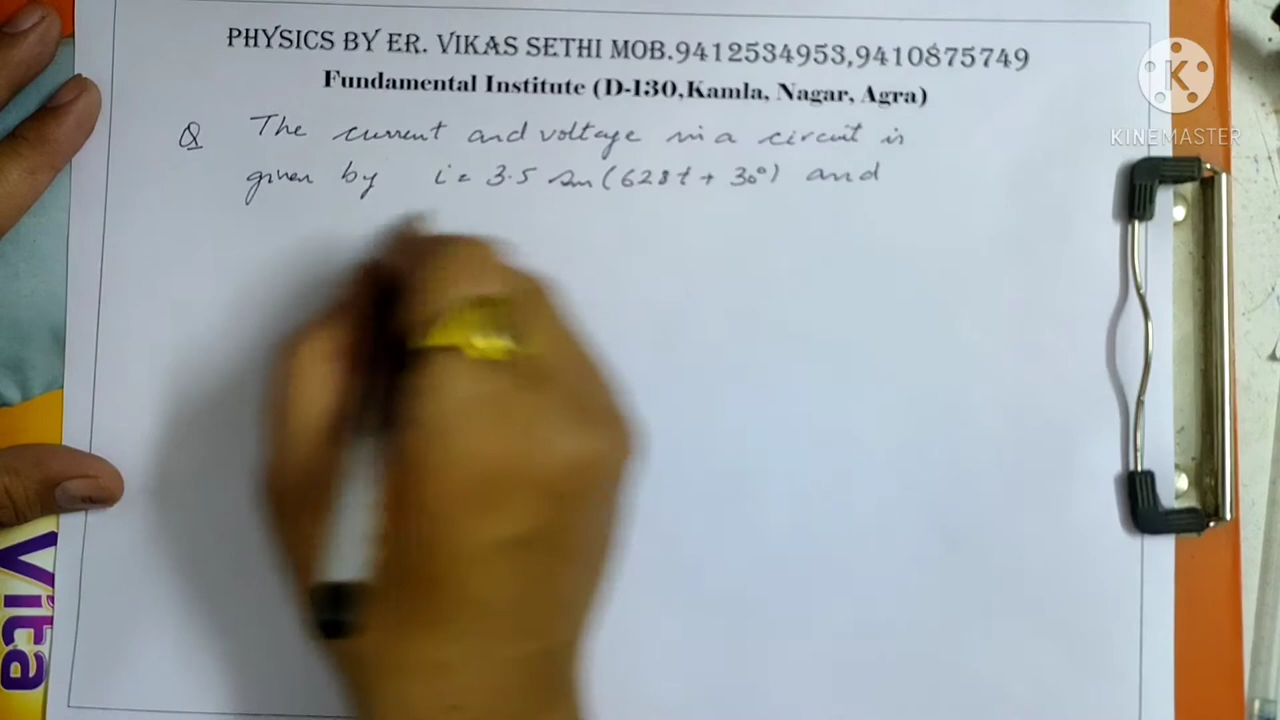 PHYSICS BY ER. VIKAS SETHI MOB.9412534953,9410875749
Fundamental Institute (D-130,Kamla, Nagar, Agra)
Q The current and voltage in a circuit is
given by i = 3.5 sin (628t + 30°) and
K
KINEMASTER
Vita